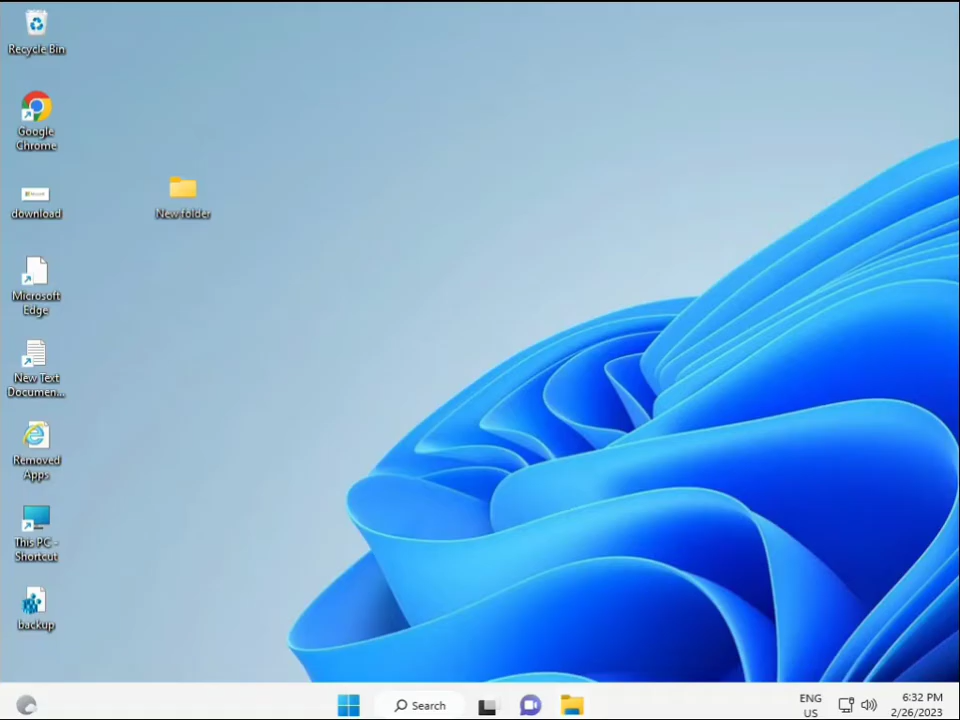 Recycle Bin
Google
Chrome
download
New folder
Microsoft
Edge
New Text
Documen...
Removed
Apps
This PC -
Shortcut
backup
Search
ENG
US
6:32 PM
2/26/2023